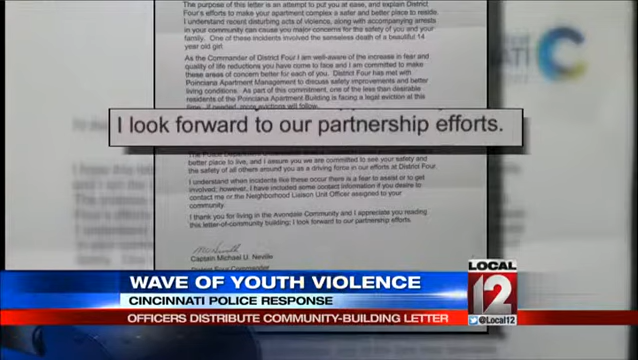 The purpose of this letter is an attempt to put you at ease, and explain District
Four's efforts to make your apartment complex a safer and better place to reside.
I understand recent disturbing acts of violence, along with accompanying arrests
in your community can cause you major concerns for the safety of you and your
family. One of these incidents involved the senseless death of a beautiful 14
year old girl.
As the Commander of District Four I am well-aware of the increase in fear and
quality of life reductions you have come to face and I am committed to make
these areas of concern better for each of you. District Four has met with
Poinciana Apartment Management to discuss safety improvements and better
living conditions. As part of this commitment, one of the less than desirable
residents of the Poinciana Apartment Building is facing a legal eviction at this
time. If needed, more evictions will follow.
I look forward to our partnership efforts.
better place to live, and I assure you we are committed to see your safety and
the safety of all others around you as a driving force in our efforts at District Four.
I understand when incidents like these occur there is a fear to assist or to get
involved; however, I have included some contact information if you desire to
contact me or the Neighborhood Liaison Unit Officer assigned to your
community.
I thank you for living in the Avondale Community and I appreciate you reading
this letter-of-community building; I look forward to our partnership efforts.
Captain Michael U. Neville
District Four Commander
WAVE OF YOUTH VIOLENCE
CINCINNATI POLICE RESPONSE
OFFICERS DISTRIBUTE COMMUNITY-BUILDING LETTER
LOCAL
12
@Local12